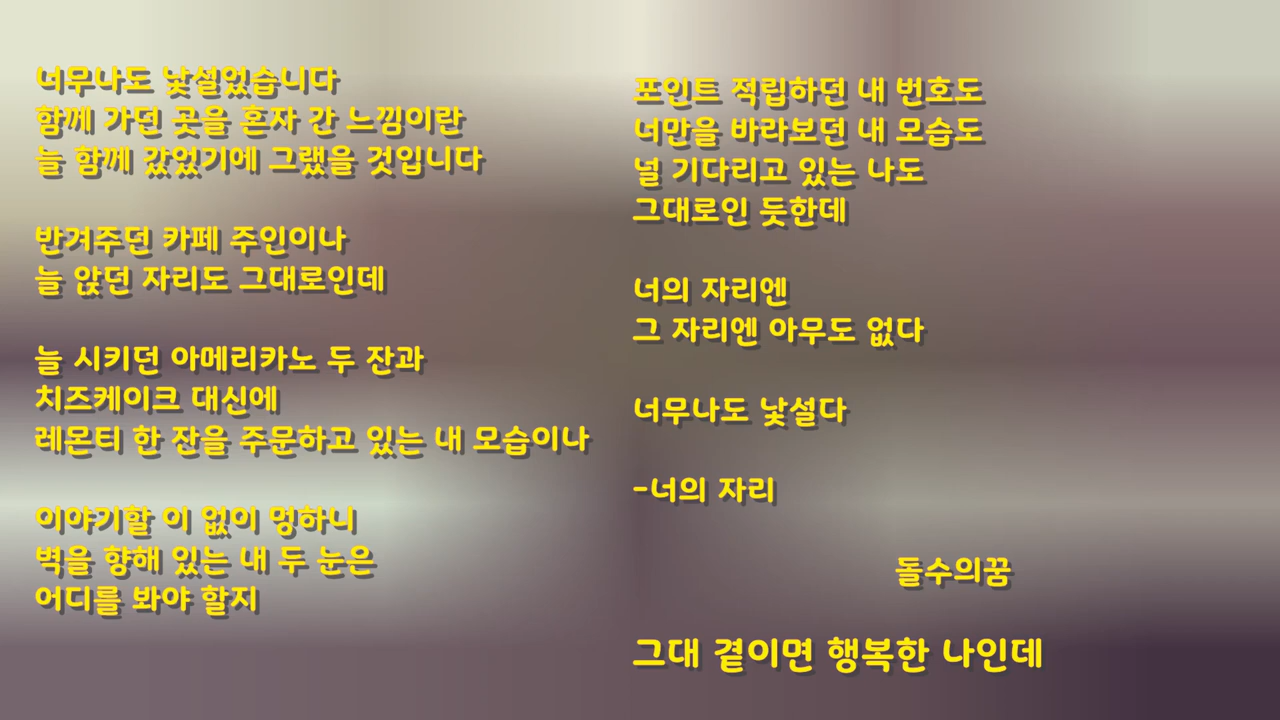 너무나도 낯설었습니다
함께 가던 곳을 혼자 간 느낌이란
늘 함께 갔었기에 그랬을 것입니다
반겨주던 카페 주인이나
늘 앉던 자리도 그대로인데
늘 시키던 아메리카노 두 잔과
치즈케이크 대신에
레몬티 한 잔을 주문하고 있는 내 모습이나
이야기할 이 없이 멍하니
벽을 향해 있는 내 두 눈은
어디를 봐야 할지
포인트 적립하던 내 번호도
너만을 바라보던 내 모습도
널 기다리고 있는 나도
그대로인 듯한데
너의 자리엔
그 자리엔 아무도 없다
너무나도 낯설다
-너의 자리
돌수의꿈
그대 곁이면 행복한 나인데